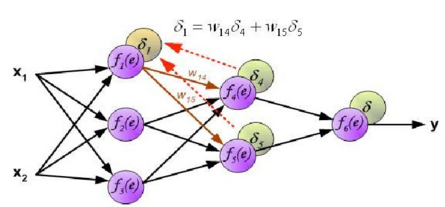 δ₁ = w₁₄δ₄ + w₁₅δ₅
f₁(e) δ₁
x₁
w₁₄
f₄(e) δ₄
w₁₅
f₂(e)
f₆(e) δ
y
f₅(e) δ₅
x₂
f₃(e)